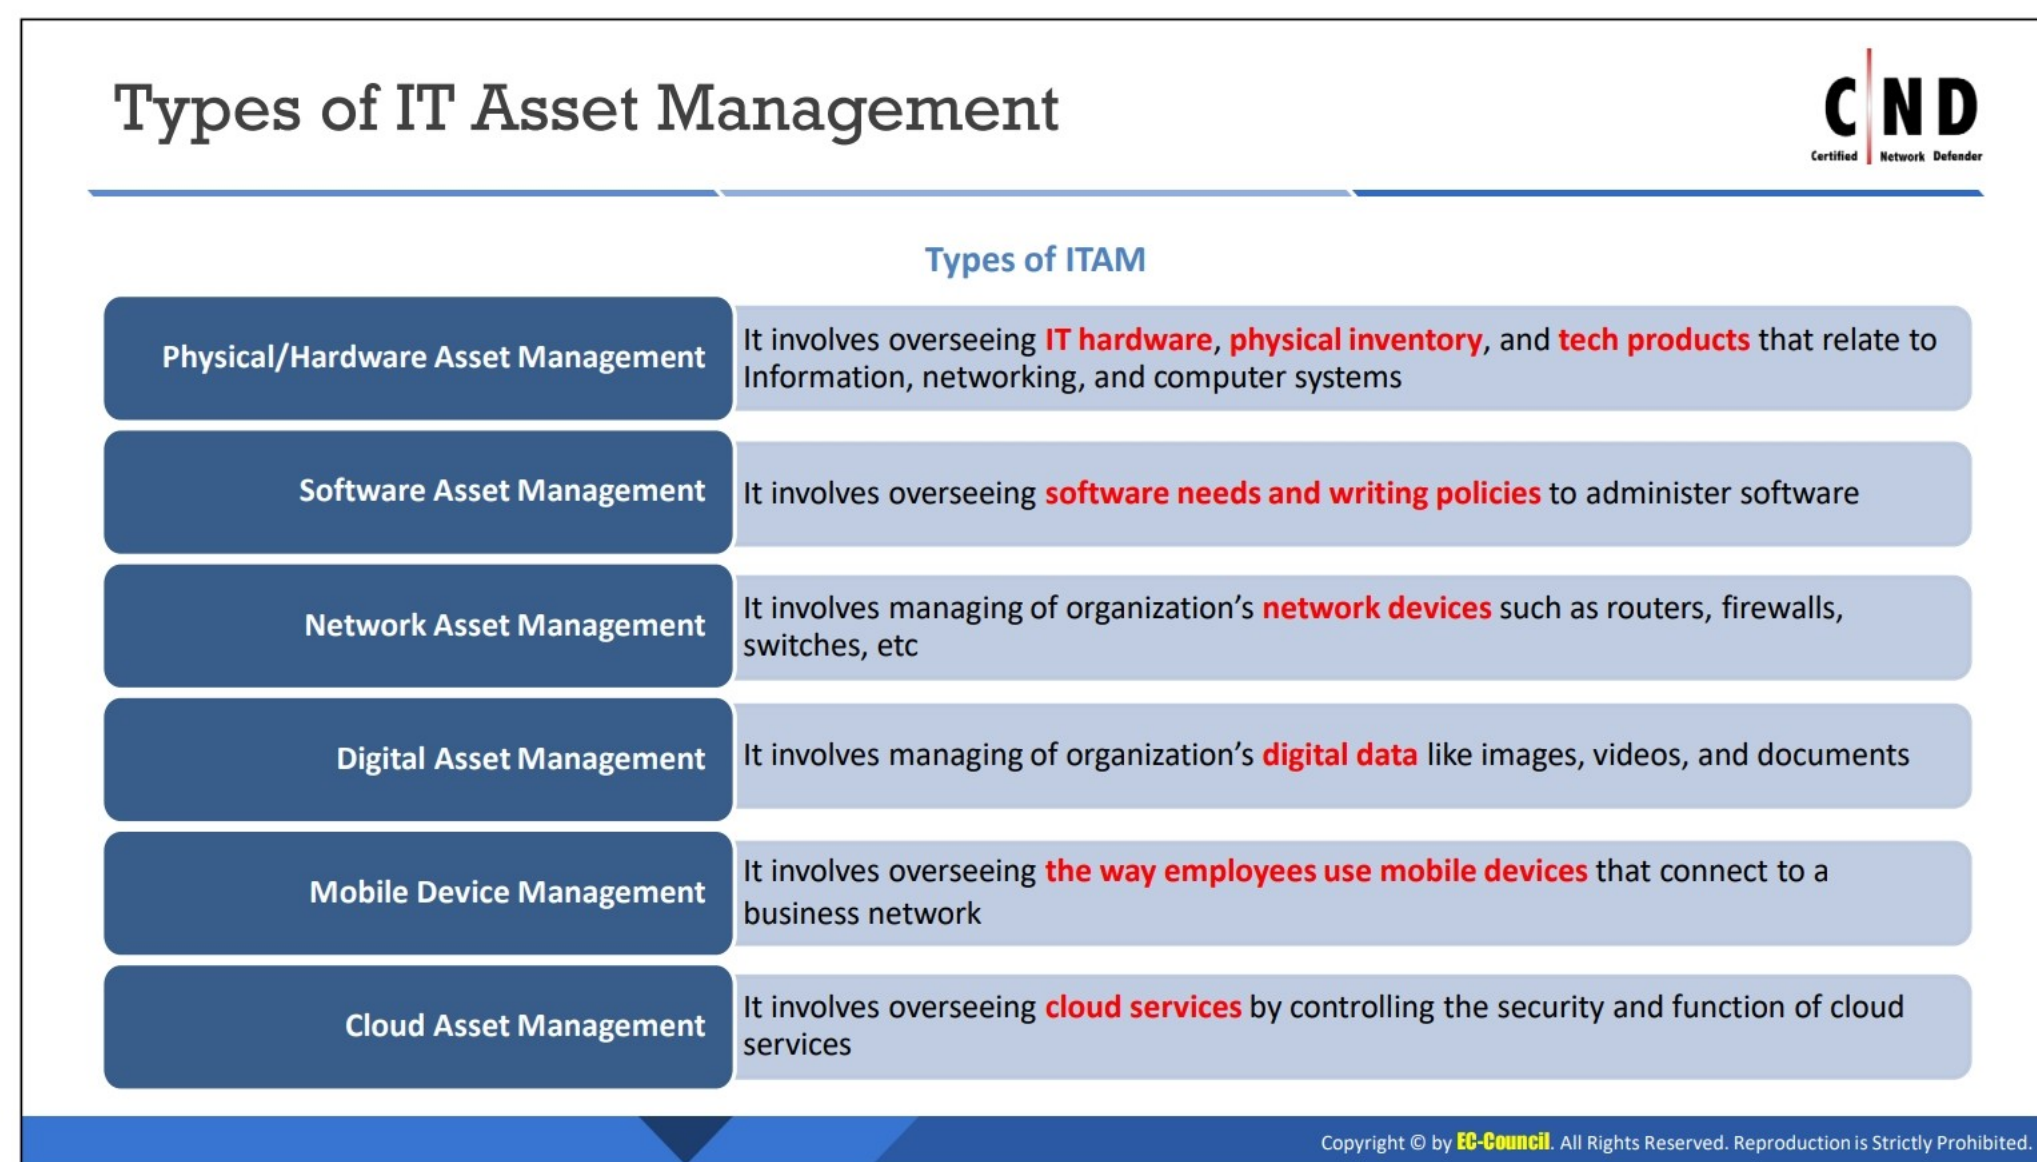 Types of IT Asset Management
C ND
Certified Network Defender
Types of ITAM
Physical/Hardware Asset Management
It involves overseeing IT hardware, physical inventory, and tech products that relate to
Information, networking, and computer systems
Software Asset Management
It involves overseeing software needs and writing policies to administer software
Network Asset Management
It involves managing of organization’s network devices such as routers, firewalls,
switches, etc
Digital Asset Management
It involves managing of organization’s digital data like images, videos, and documents
Mobile Device Management
It involves overseeing the way employees use mobile devices that connect to a
business network
Cloud Asset Management
It involves overseeing cloud services by controlling the security and function of cloud
services
Copyright © by EC-Council. All Rights Reserved. Reproduction is Strictly Prohibited.